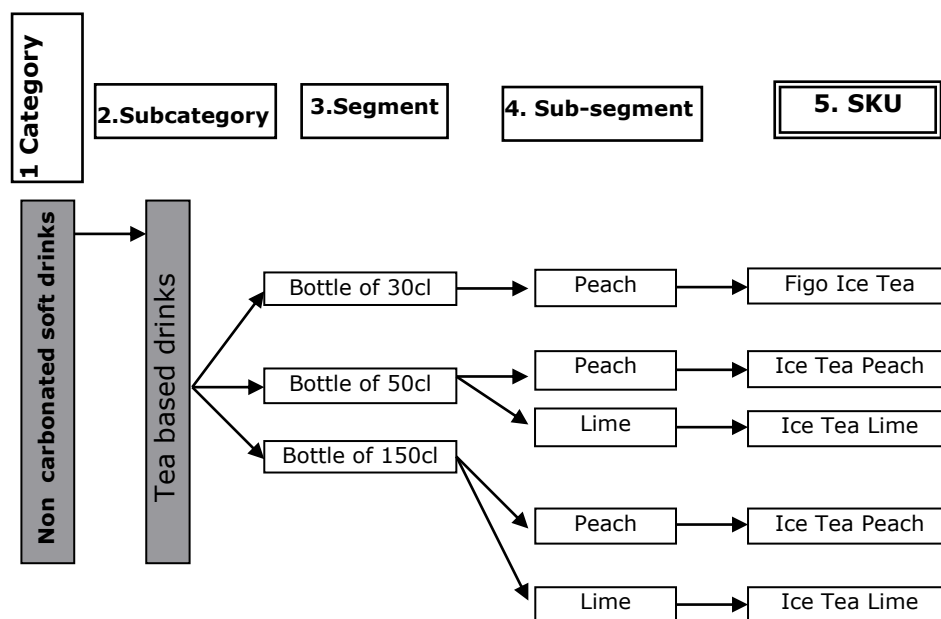 1 Category
2.Subcategory
3.Segment
4. Sub-segment
5. SKU
Non carbonated soft drinks
Tea based drinks
Bottle of 30cl
Peach
Figo Ice Tea
Bottle of 50cl
Peach
Ice Tea Peach
Lime
Ice Tea Lime
Bottle of 150cl
Peach
Ice Tea Peach
Lime
Ice Tea Lime